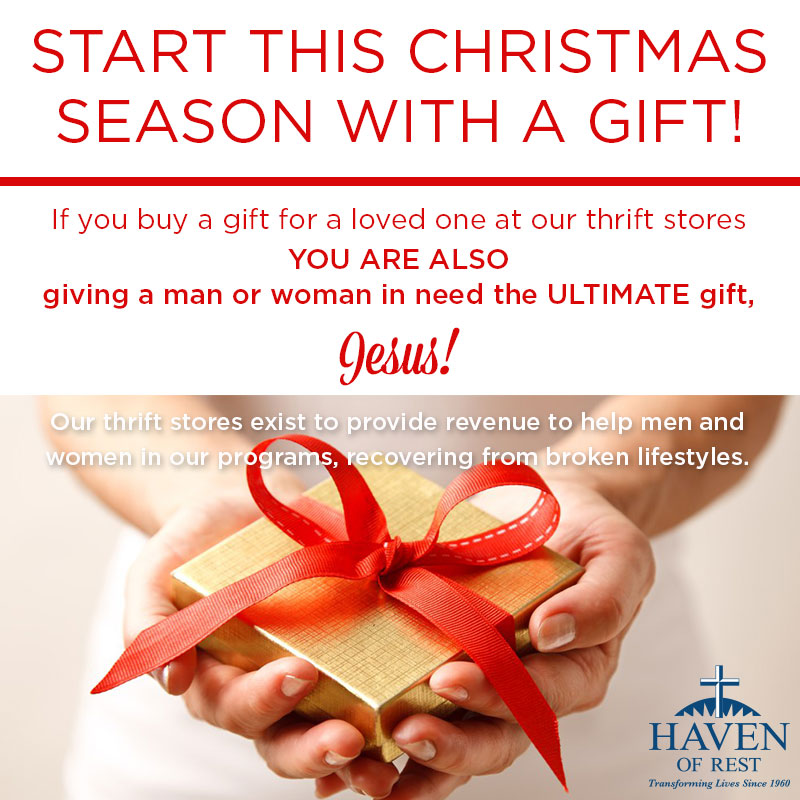 START THIS CHRISTMAS
SEASON WITH A GIFT!
If you buy a gift for a loved one at our thrift stores
YOU ARE ALSO
giving a man or woman in need the ULTIMATE gift,
Jesus!
Our thrift stores exist to provide revenue to help men and
women in our programs, recovering from broken lifestyles.
HAVEN
OF REST
Transforming Lives Since 1960